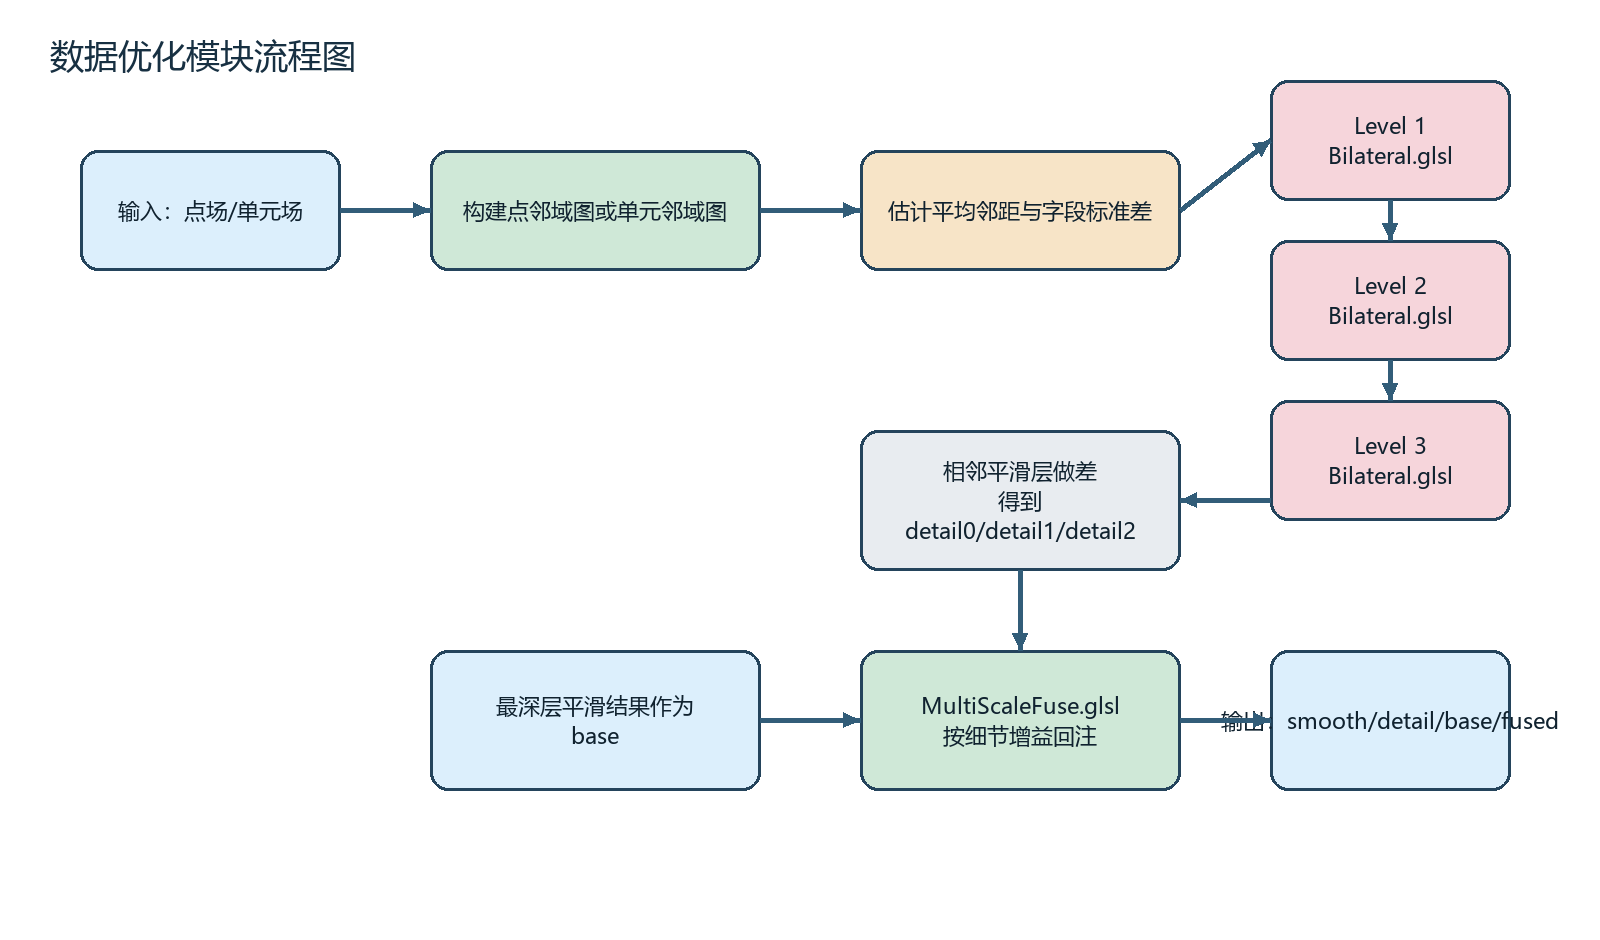 数据优化模块流程图
输入：点场/单元场
构建点邻域图或单元邻域图
估计平均邻距与字段标准差
Level 1
Bilateral.glsl
Level 2
Bilateral.glsl
Level 3
Bilateral.glsl
相邻平滑层做差
得到
detail0/detail1/detail2
最深层平滑结果作为
base
MultiScaleFuse.glsl
按细节增益回注
输出：smooth/detail/base/fused